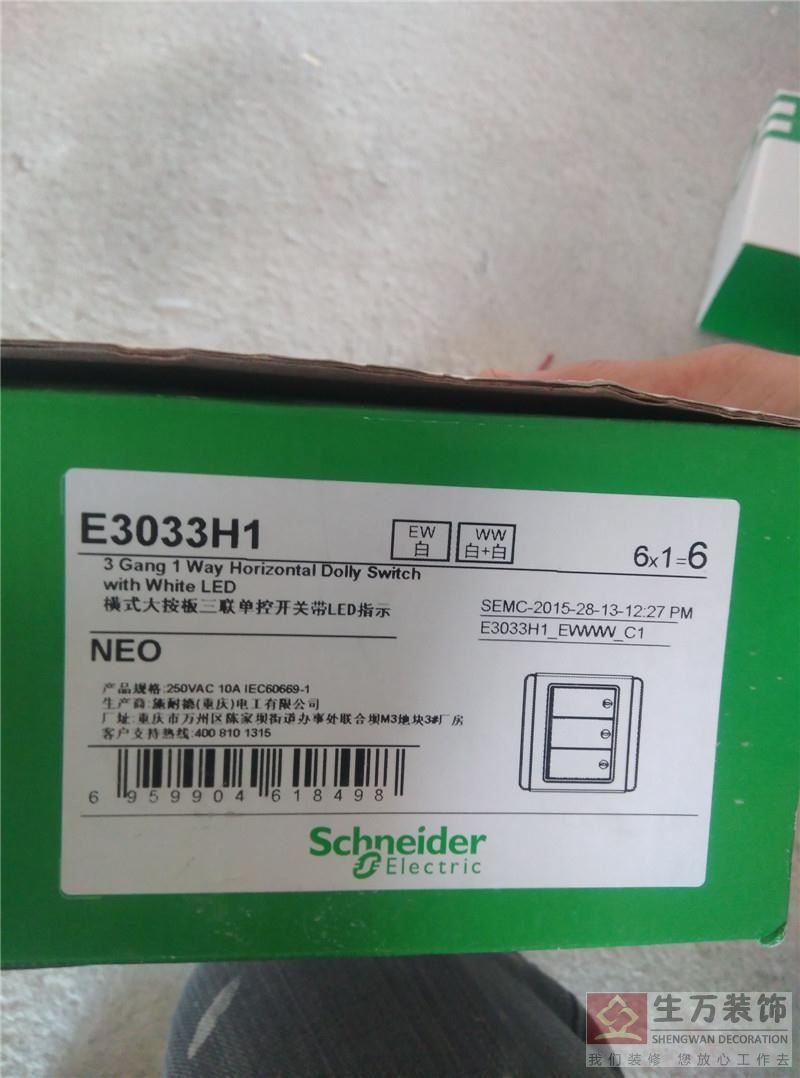 E3033H1
EW
白
WW
白+白
6x1=6
3 Gang 1 Way Horizontal Dolly Switch
with White LED
横式大按板三联单控开关带LED指示
SEMC-2015-28-13-12:27 PM
E3033H1_EWWW_C1
NEO
产品规格:250VAC 10A IEC60669-1
生产商:施耐德(重庆)电工有限公司
厂址:重庆市万州区陈家坝街道办事处联合坝M3地块3#厂房
客户支持热线:400 810 1315
6 959904 618498
Schneider
Electric
生万装饰
SHENGWAN DECORATION
我们装修 您放心工作去